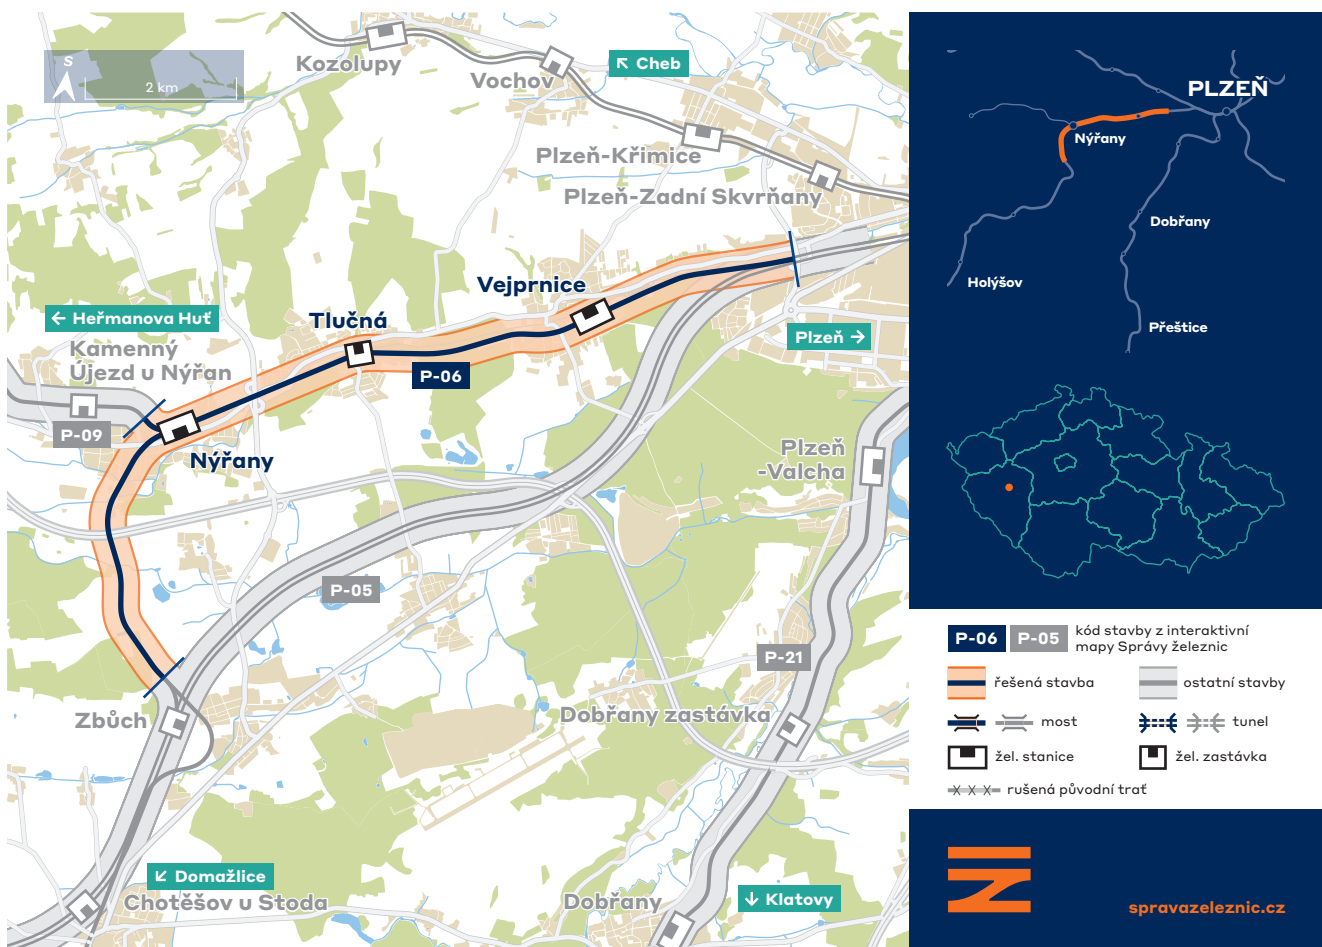 S
2 km
Kozolupy
Vochov
↖ Cheb
Plzeň-Křimice
Plzeň-Zadní Skvrňany
Vejprnice
← Heřmanova Huť
Tlučná
Plzeň →
Kamenný
Újezd u Nýřan
P-06
P-09
Nýřany
Plzeň
-Valcha
P-05
P-21
Zbůch
Dobřany zastávka
↙ Domažlice
Chotěšov u Stoda
Dobřany
↓ Klatovy
PLZEŇ
Nýřany
Dobřany
Holýšov
Přeštice
P-06 P-05 kód stavby z interaktivní
mapy Správy železnic
řešená stavba
ostatní stavby
most
tunel
žel. stanice
žel. zastávka
rušená původní trať
spravazeleznic.cz